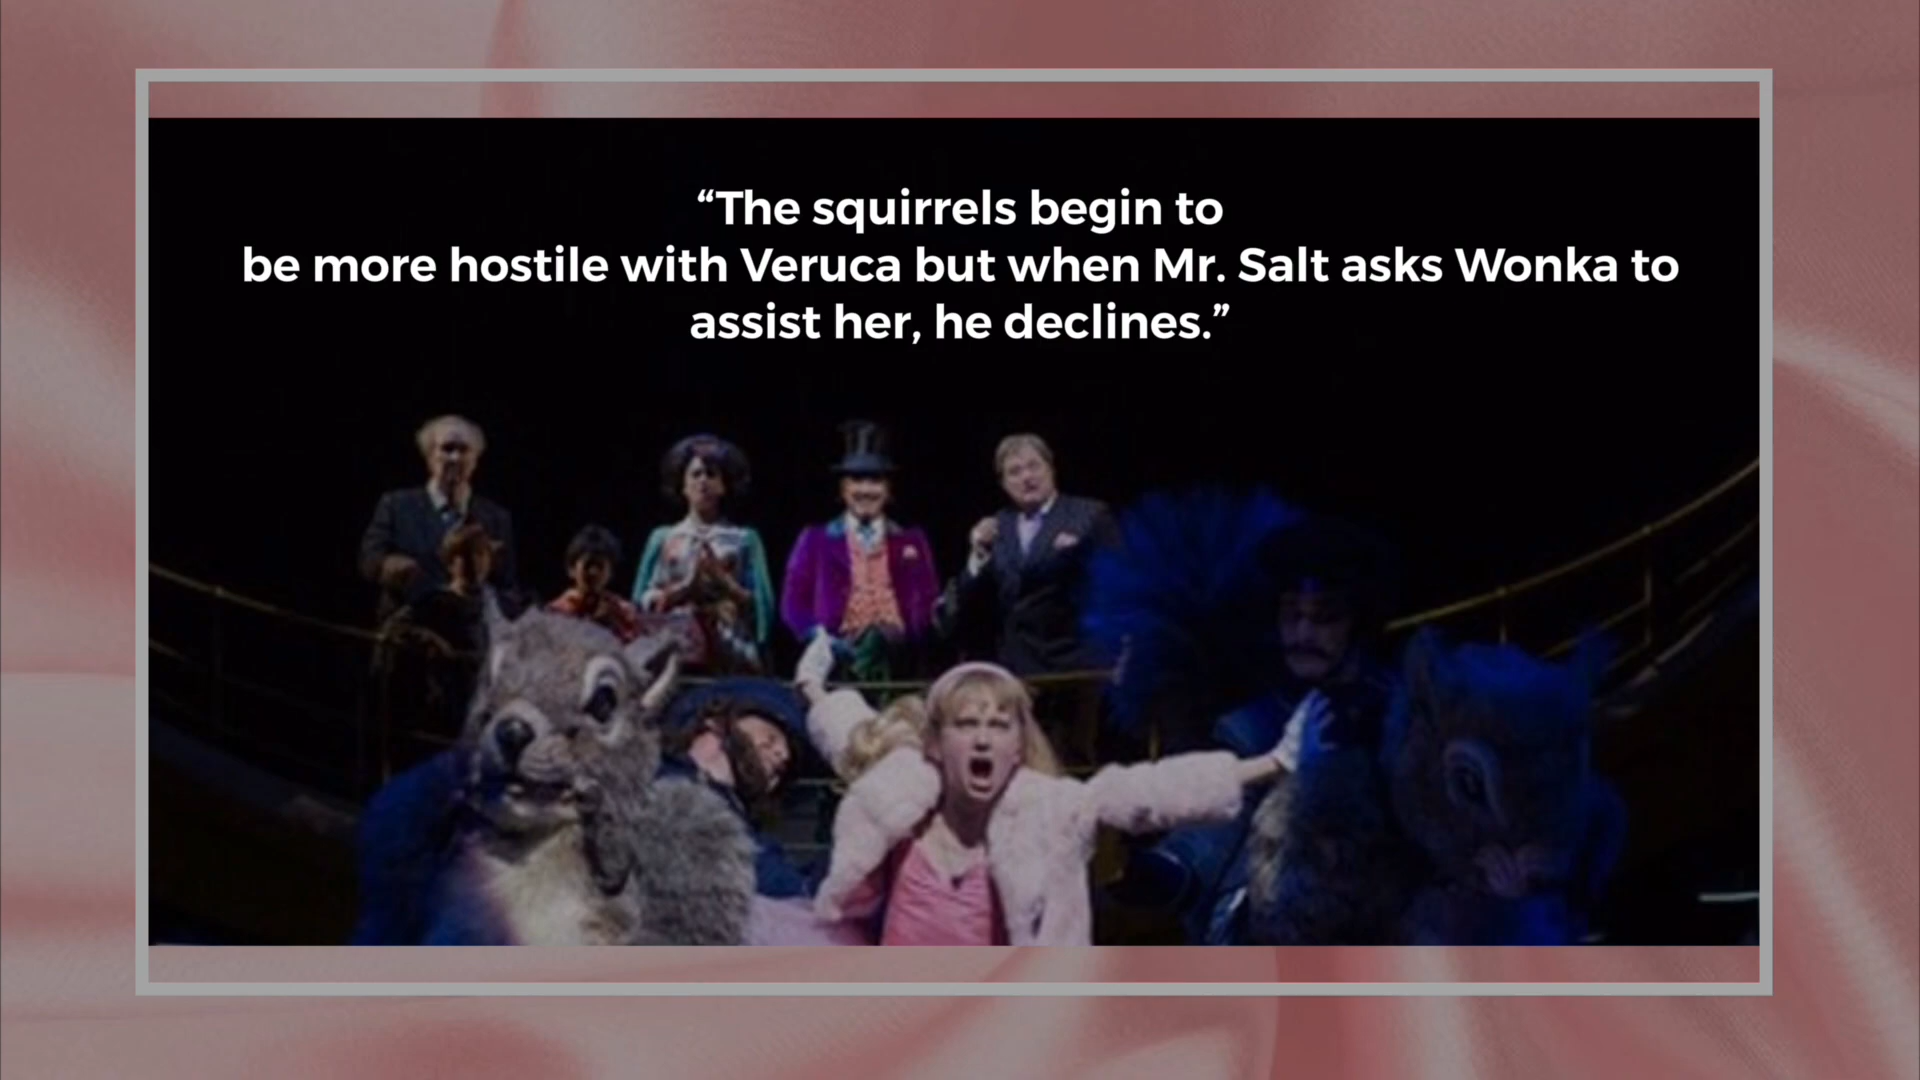 “The squirrels begin to
be more hostile with Veruca but when Mr. Salt asks Wonka to
assist her, he declines.”